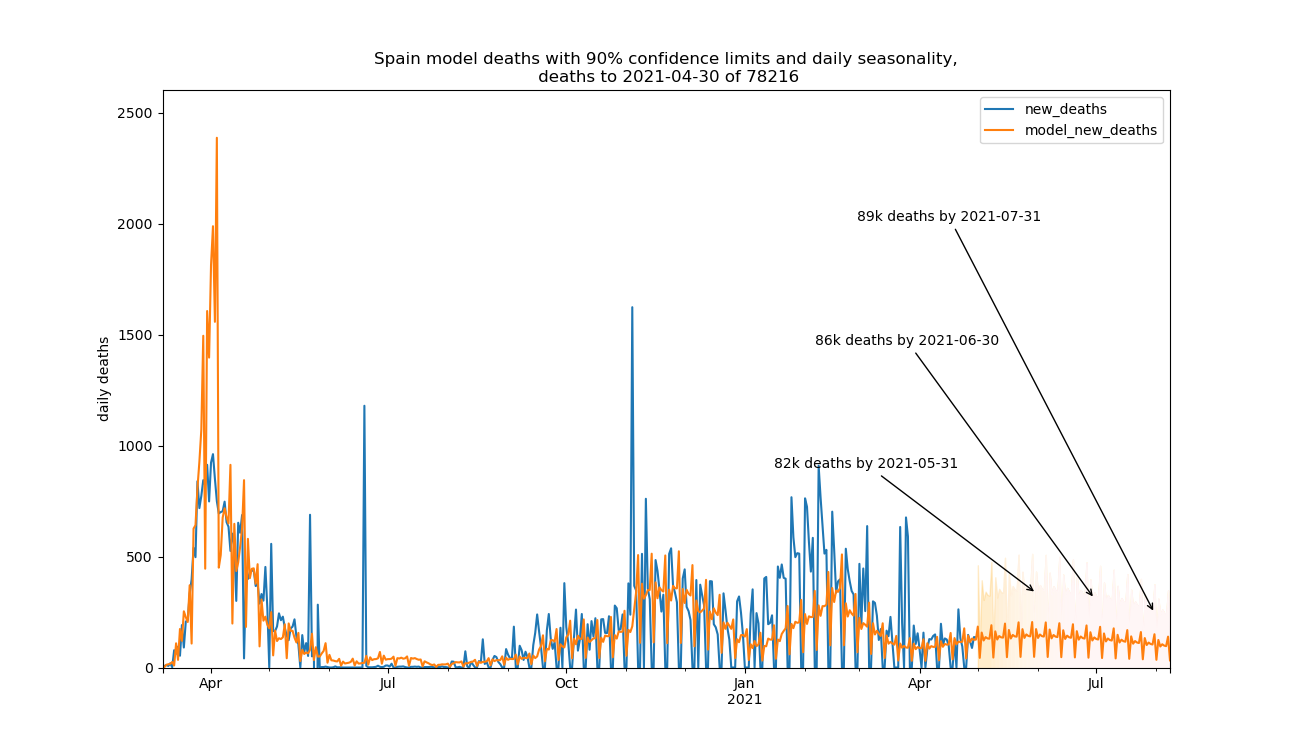 Spain model deaths with 90% confidence limits and daily seasonality,
deaths to 2021-04-30 of 78216
new_deaths
model_new_deaths
2500
2000
1500
1000
500
0
daily deaths
89k deaths by 2021-07-31
86k deaths by 2021-06-30
82k deaths by 2021-05-31
Apr
Jul
Oct
Jan
2021
Apr
Jul